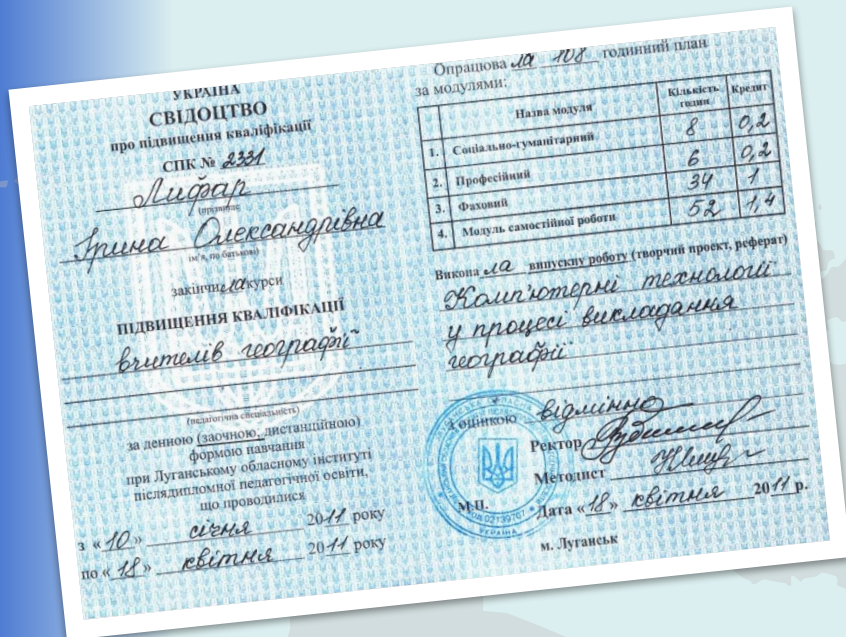 УКРАЇНА
СВІДОЦТВО
про підвищення кваліфікації
СПК № 2331
Лифар
(прізвище)
Ірина Олександрівна
(ім'я, по батькові)
закінчила курси
ПІДВИЩЕННЯ КВАЛІФІКАЦІЇ
вчителів географії
(педагогічна спеціальність)
за денною (заочною, дистанційною)
формою навчання
при Луганському обласному інституті
післядипломної педагогічної освіти,
що проводилися
з «10» січня 2011 року
по «18» квітня 2011 року
Опрацювала 108 годинний план
за модулями:
Назва модуля Кількість годин Кредит
1. Соціально-гуманітарний 8 0,2
2. Професійний 6 0,2
3. Фаховий 34 1
4. Модуль самостійної роботи 52 1,4
Виконала випускну роботу (творчий проект, реферат)
Комп'ютерні технології
у процесі викладання
географії
з оцінкою відмінно
Ректор
Методист
М.П.
Дата «18» квітня 2011 р.
м. Луганськ
УКРАЇНА